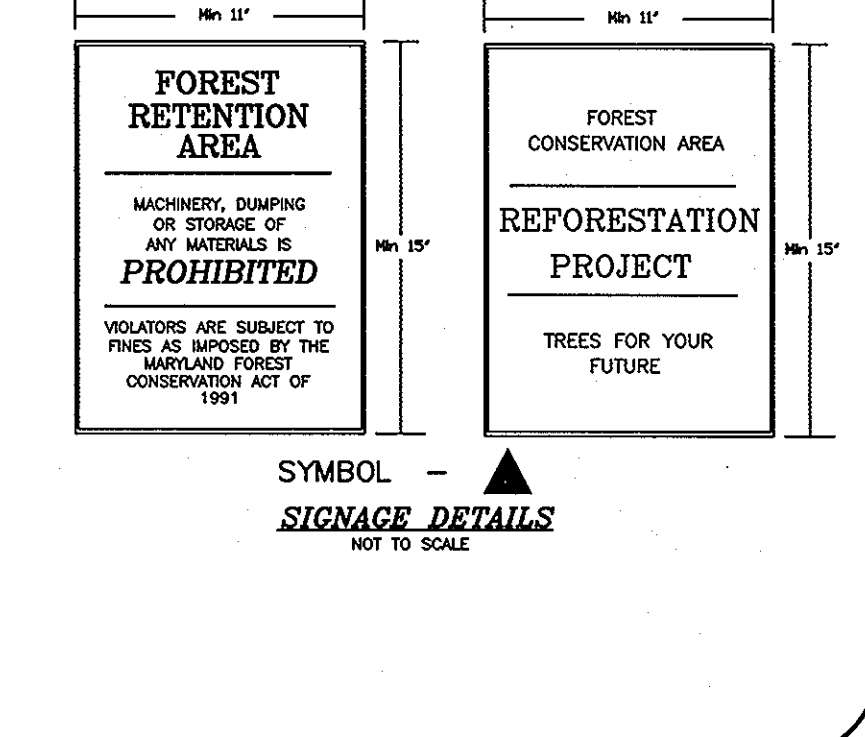 Min 11"
FOREST
RETENTION
AREA
MACHINERY, DUMPING
OR STORAGE OF
ANY MATERIALS IS
PROHIBITED
VIOLATORS ARE SUBJECT TO
FINES AS IMPOSED BY THE
MARYLAND FOREST
CONSERVATION ACT OF
1991
Min 15"
Min 11"
FOREST
CONSERVATION AREA
REFORESTATION
PROJECT
TREES FOR YOUR
FUTURE
Min 15"
SYMBOL -
SIGNAGE DETAILS
NOT TO SCALE